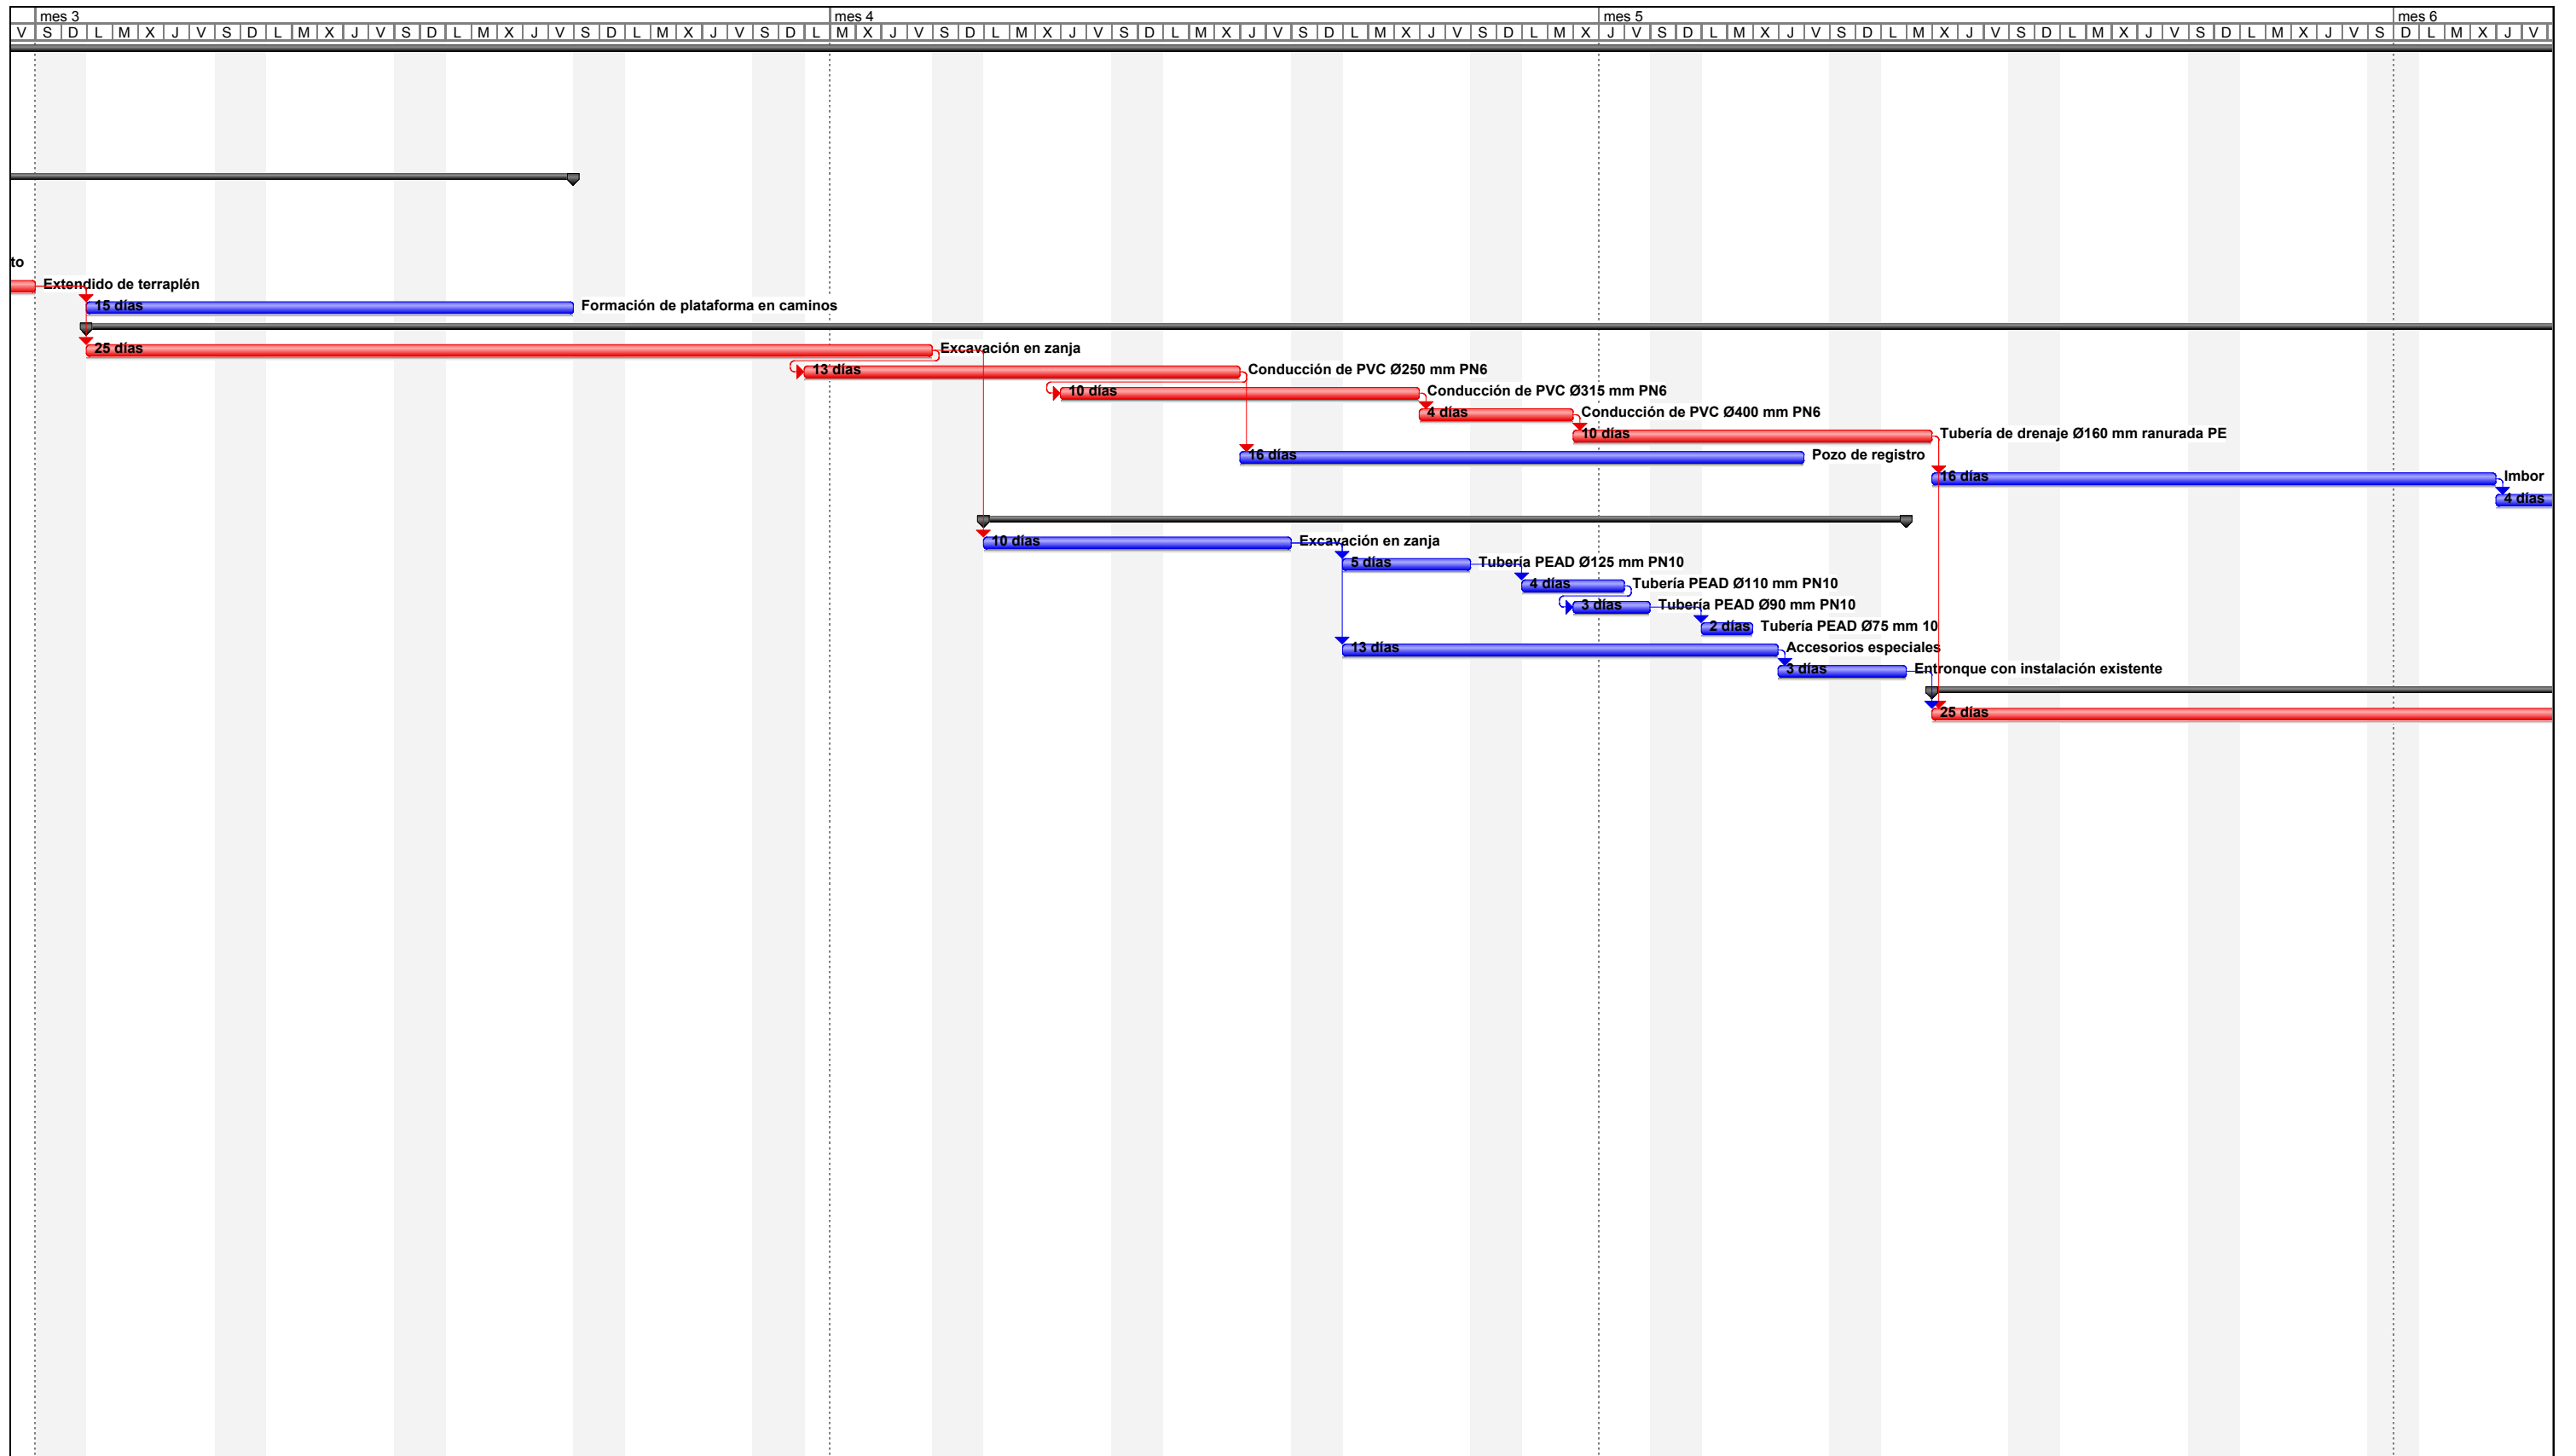 mes 3 mes 4 mes 5 mes 6
V S D L M X J V S D L M X J V S D L M X J V S D L M X J V S D L M X J V S D L M X J V S D L M X J V S D L M X J V S D L M X J V S D L M X J V S D L M X J V S D L M X J V S D L M X J V S D L M X J V
to
Extendido de terraplén
15 días Formación de plataforma en caminos
25 días Excavación en zanja
13 días Conducción de PVC Ø250 mm PN6
10 días Conducción de PVC Ø315 mm PN6
4 días Conducción de PVC Ø400 mm PN6
10 días Tubería de drenaje Ø160 mm ranurada PE
16 días Pozo de registro
16 días Imbor
4 días
10 días Excavación en zanja
5 días Tubería PEAD Ø125 mm PN10
4 días Tubería PEAD Ø110 mm PN10
3 días Tubería PEAD Ø90 mm PN10
2 días Tubería PEAD Ø75 mm 10
13 días Accesorios especiales
3 días Entronque con instalación existente
25 días